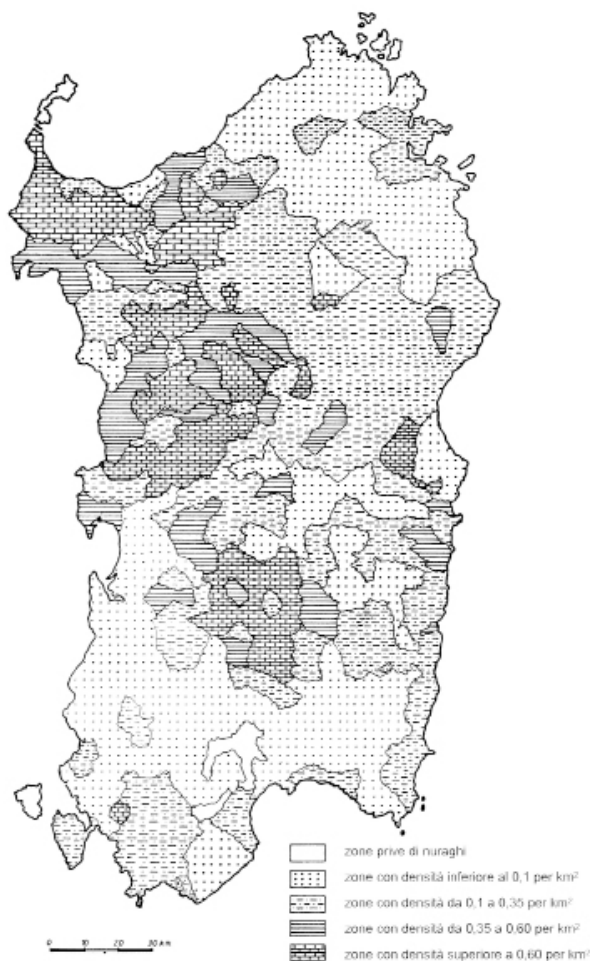 zone prive di nuraghi
zone con densità inferiore al 0,1 per km²
zone con densità da 0,1 a 0,35 per km²
zone con densità da 0,35 a 0,60 per km²
zone con densità superiore a 0,60 per km²
0 10 20 30 km